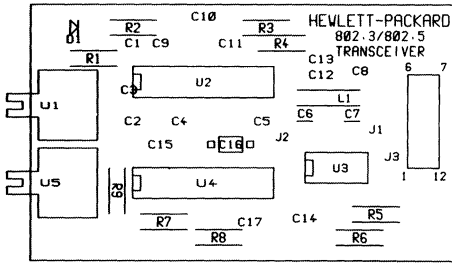 C10
HEWLETT-PACKARD
R2 R3
802.3/802.5
D1 C1 C9 C11 R4
TRANSCEIVER
R1 C13
C12 C8 6 7
U2
C3 L1
U1
C2 C4 C5 C6 C7
J2 J1
C15 C16
J3
U3
U5 R9 U4 1 12
R7 C17 C14 R5
R8 R6